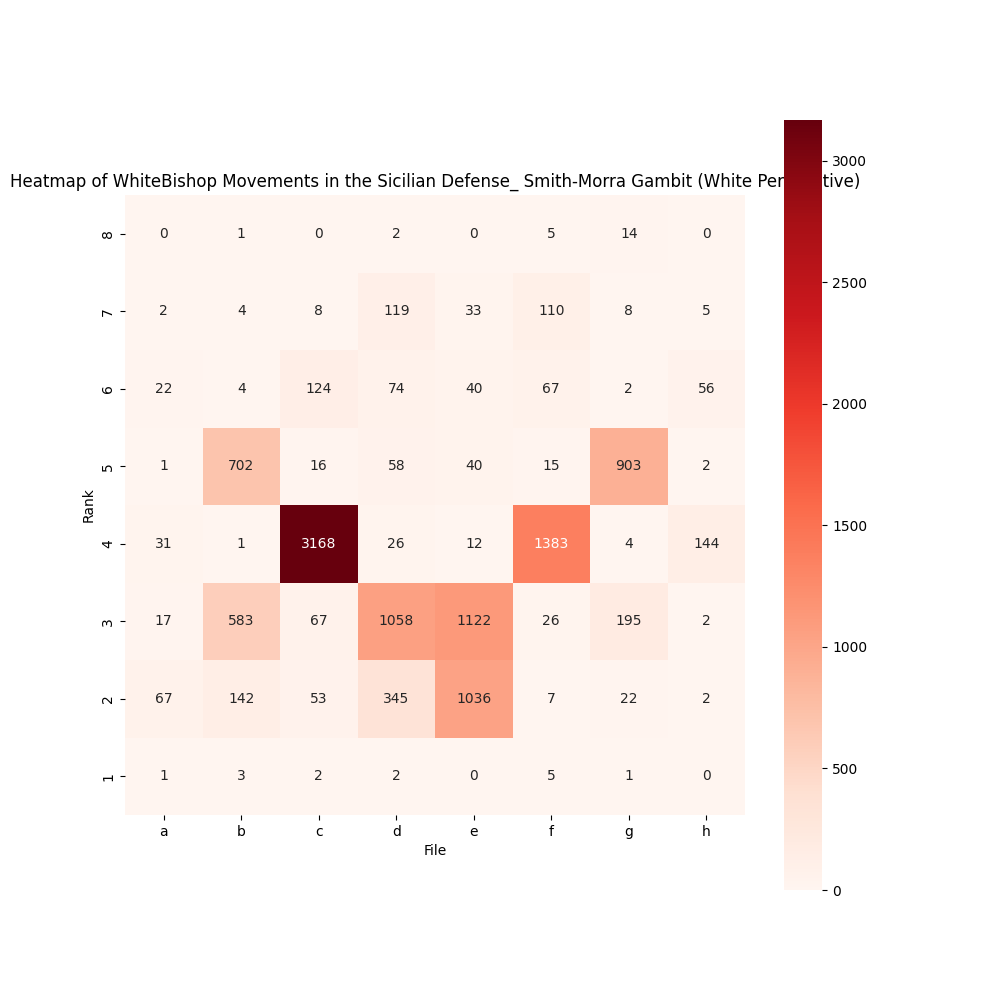 Heatmap of WhiteBishop Movements in the Sicilian Defense_ Smith-Morra Gambit (White Per tive)
3000
2500
2000
1500
1000
500
0
Rank
8 0 1 0 2 0 5 14 0
7 2 4 8 119 33 110 8 5
6 22 4 124 74 40 67 2 56
5 1 702 16 58 40 15 903 2
4 31 1 3168 26 12 1383 4 144
3 17 583 67 1058 1122 26 195 2
2 67 142 53 345 1036 7 22 2
1 1 3 2 2 0 5 1 0
a b c d e f g h
File